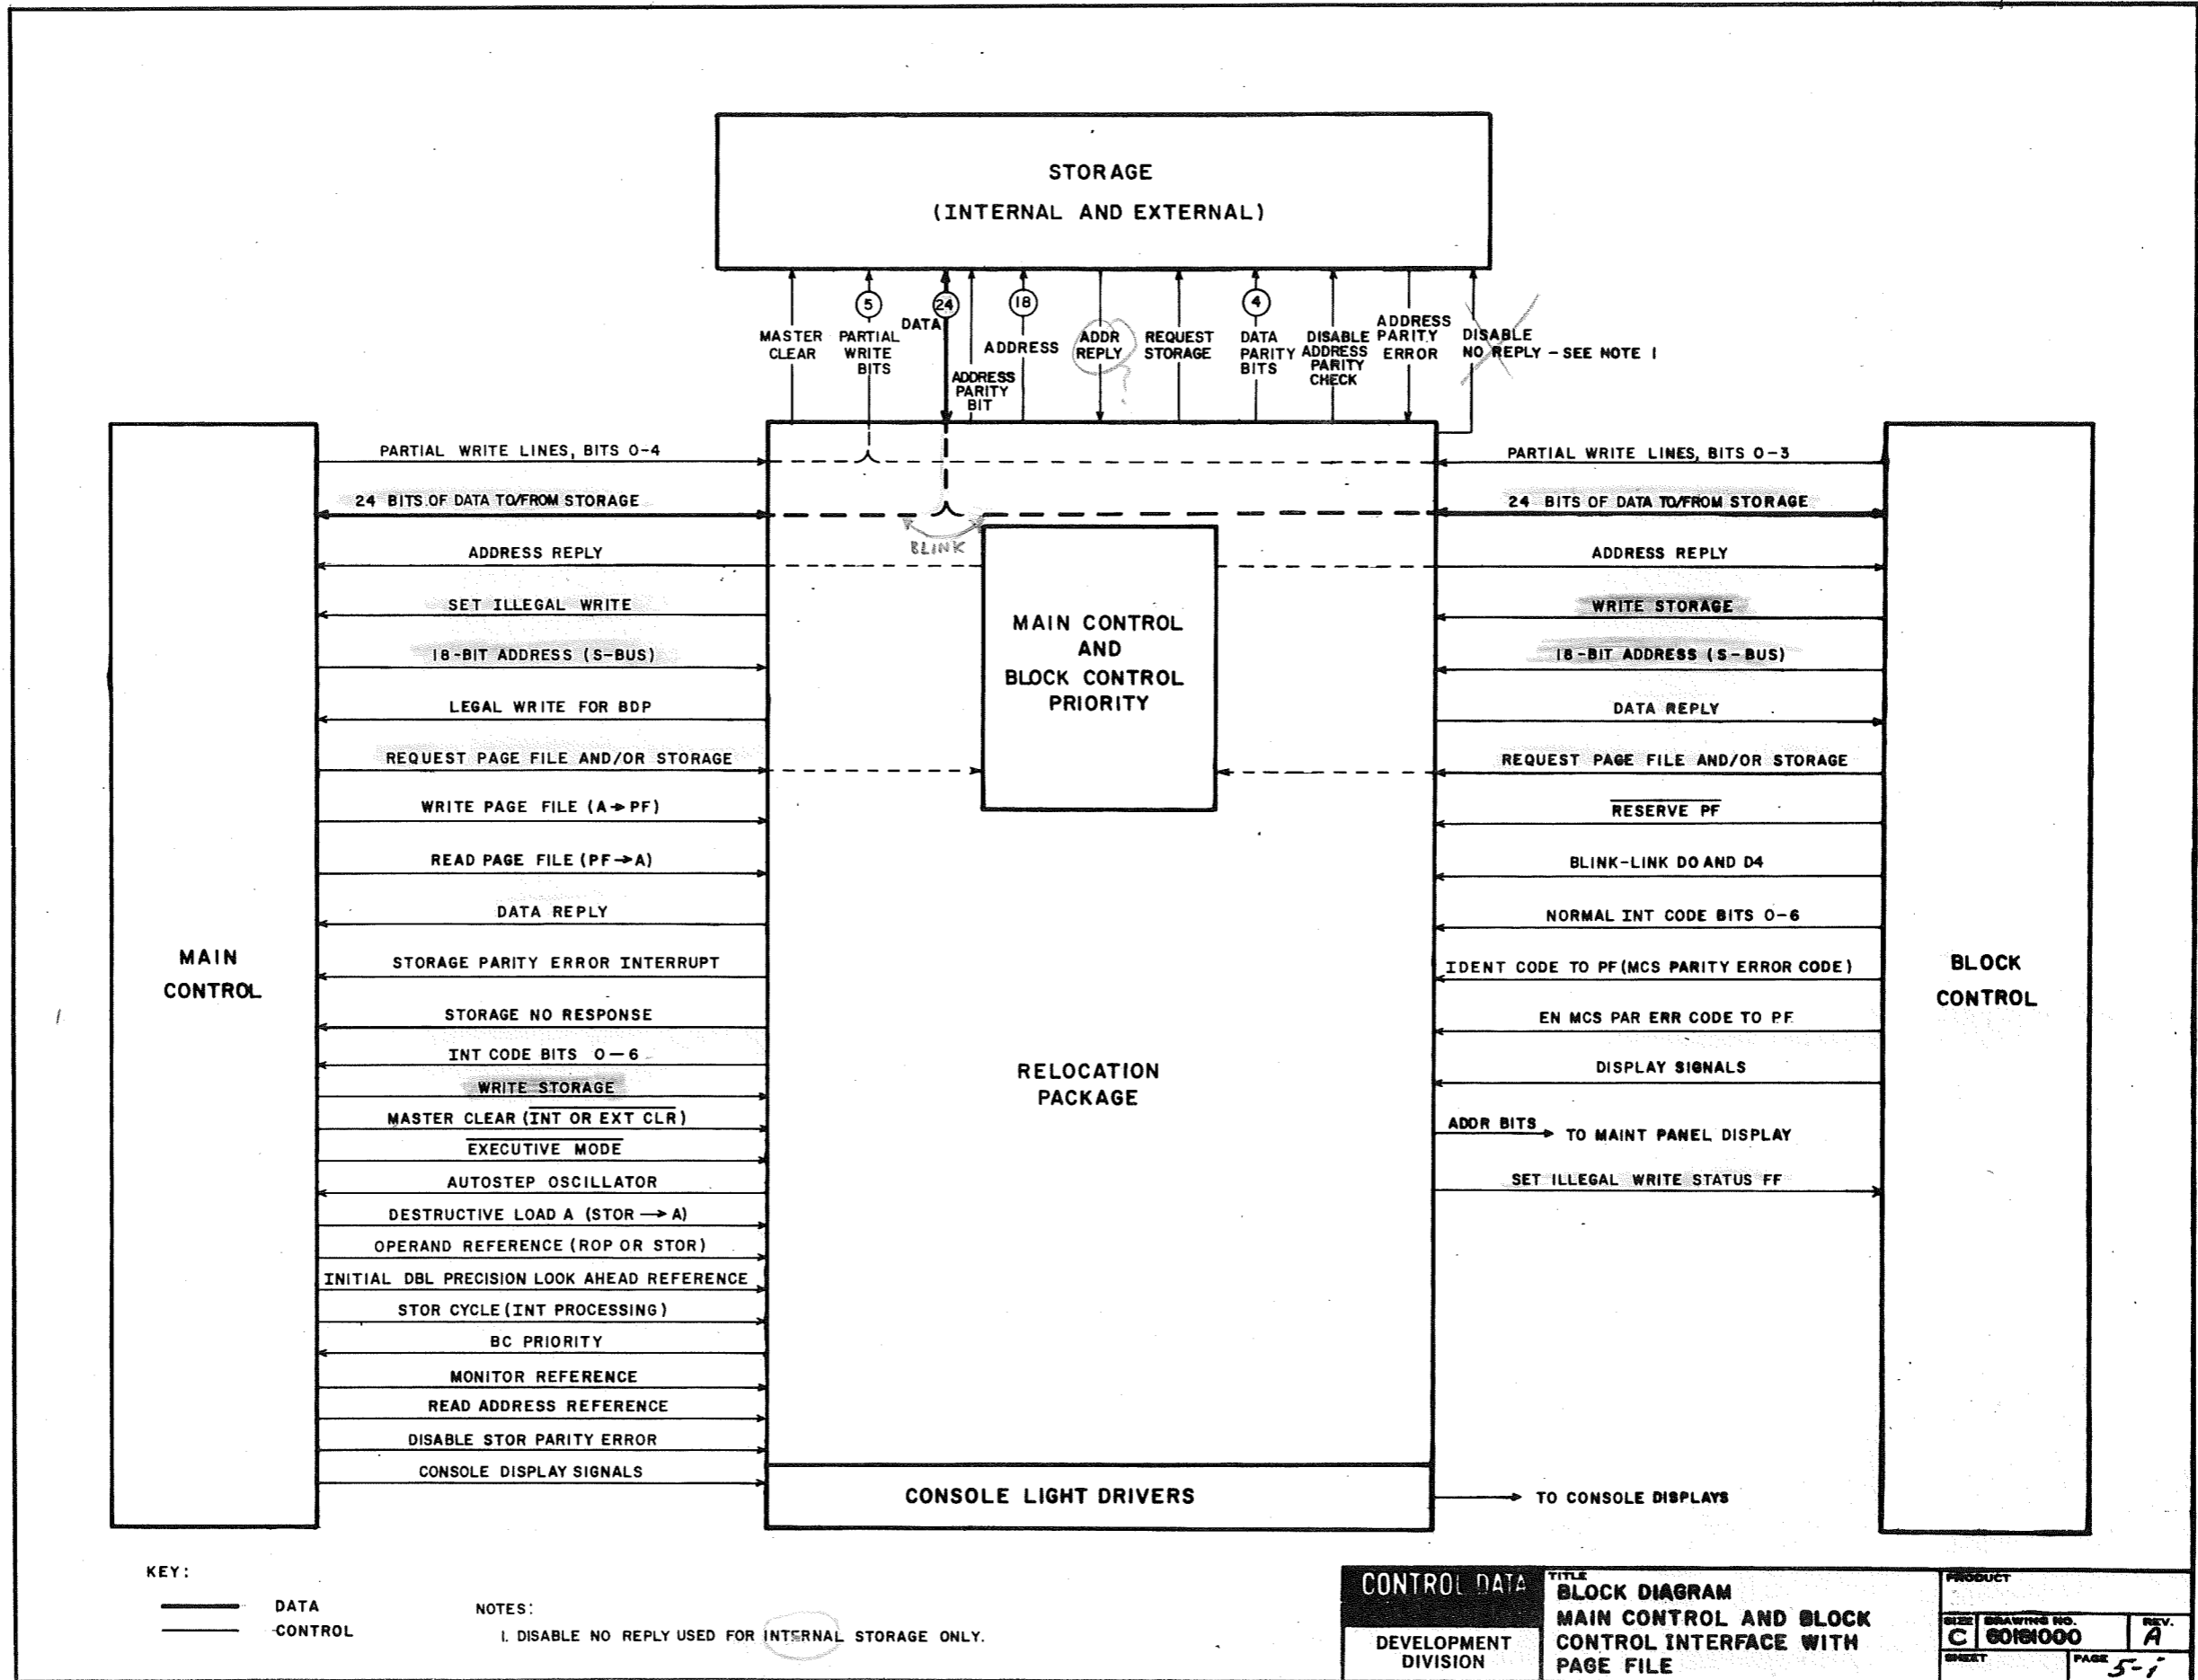 STORAGE
(INTERNAL AND EXTERNAL)
MASTER
CLEAR
5
PARTIAL
WRITE
BITS
24
DATA
ADDRESS
PARITY
BIT
18
ADDRESS
ADDR
REPLY
?
REQUEST
STORAGE
4
DATA
PARITY
BITS
DISABLE
ADDRESS
PARITY
CHECK
ADDRESS
PARITY
ERROR
DISABLE
NO REPLY - SEE NOTE 1
MAIN
CONTROL
PARTIAL WRITE LINES, BITS 0-4
24 BITS OF DATA TO/FROM STORAGE
ADDRESS REPLY
SET ILLEGAL WRITE
18-BIT ADDRESS (S-BUS)
LEGAL WRITE FOR BDP
REQUEST PAGE FILE AND/OR STORAGE
WRITE PAGE FILE (A→PF)
READ PAGE FILE (PF→A)
DATA REPLY
STORAGE PARITY ERROR INTERRUPT
STORAGE NO RESPONSE
INT CODE BITS 0-6
WRITE STORAGE
MASTER CLEAR (INT OR EXT CLR)
EXECUTIVE MODE
AUTOSTEP OSCILLATOR
DESTRUCTIVE LOAD A (STOR → A)
OPERAND REFERENCE (ROP OR STOR)
INITIAL DBL PRECISION LOOK AHEAD REFERENCE
STOR CYCLE (INT PROCESSING)
BC PRIORITY
MONITOR REFERENCE
READ ADDRESS REFERENCE
DISABLE STOR PARITY ERROR
CONSOLE DISPLAY SIGNALS
BLINK
MAIN CONTROL
AND
BLOCK CONTROL
PRIORITY
RELOCATION
PACKAGE
CONSOLE LIGHT DRIVERS
PARTIAL WRITE LINES, BITS 0-3
24 BITS OF DATA TO/FROM STORAGE
ADDRESS REPLY
WRITE STORAGE
18-BIT ADDRESS (S-BUS)
DATA REPLY
REQUEST PAGE FILE AND/OR STORAGE
RESERVE PF
BLINK-LINK D0 AND D4
NORMAL INT CODE BITS 0-6
IDENT CODE TO PF (MCS PARITY ERROR CODE)
EN MCS PAR ERR CODE TO PF
DISPLAY SIGNALS
ADDR BITS
TO MAINT PANEL DISPLAY
SET ILLEGAL WRITE STATUS FF
TO CONSOLE DISPLAYS
BLOCK
CONTROL
KEY:
DATA
CONTROL
NOTES:
1. DISABLE NO REPLY USED FOR INTERNAL STORAGE ONLY.
CONTROL DATA
DEVELOPMENT
DIVISION
TITLE
BLOCK DIAGRAM
MAIN CONTROL AND BLOCK
CONTROL INTERFACE WITH
PAGE FILE
PRODUCT
SIZE
C
DRAWING NO.
60181000
REV.
A
SHEET
PAGE
5-1